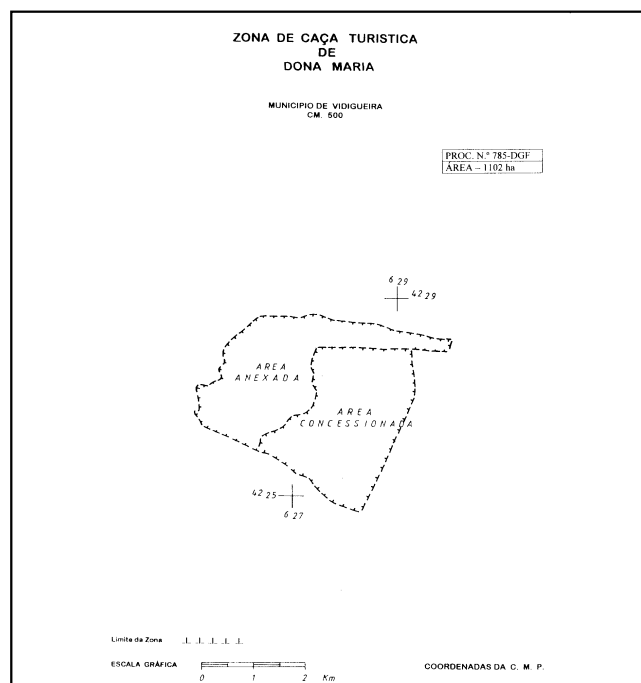 ZONA DE CAÇA TURISTICA
DE
DONA MARIA
MUNICIPIO DE VIDIGUEIRA
CM. 500
PROC. N.º 785-DGF
ÁREA – 1102 ha
6 29
42 29
AREA
ANEXADA
AREA
CONCESSIONADA
42 25
6 27
Limite da Zona
ESCALA GRÁFICA
0 1 2 Km
COORDENADAS DA C. M. P.